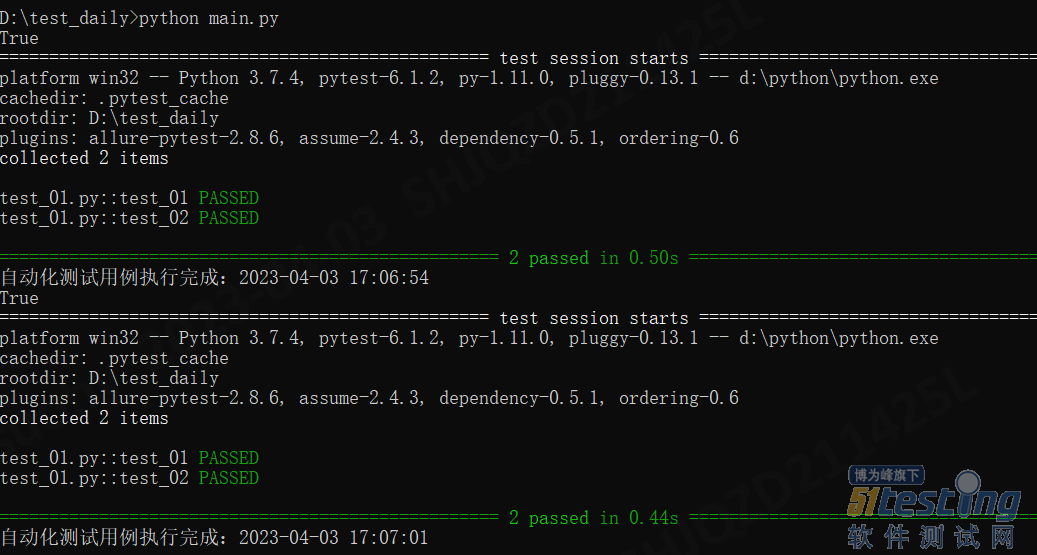 D:\test_daily>python main.py
True
================================================= test session starts ==================================
platform win32 -- Python 3.7.4, pytest-6.1.2, py-1.11.0, pluggy-0.13.1 -- d:\python\python.exe
cachedir: .pytest_cache
rootdir: D:\test_daily
plugins: allure-pytest-2.8.6, assume-2.4.3, dependency-0.5.1, ordering-0.6
collected 2 items
test_01.py::test_01 PASSED
test_01.py::test_02 PASSED
================================================== 2 passed in 0.50s ===================================
自动化测试用例执行完成：2023-04-03 17:06:54
True
================================================= test session starts ==================================
platform win32 -- Python 3.7.4, pytest-6.1.2, py-1.11.0, pluggy-0.13.1 -- d:\python\python.exe
cachedir: .pytest_cache
rootdir: D:\test_daily
plugins: allure-pytest-2.8.6, assume-2.4.3, dependency-0.5.1, ordering-0.6
collected 2 items
test_01.py::test_01 PASSED
test_01.py::test_02 PASSED
================================================== 2 passed in 0.44s ===================================
自动化测试用例执行完成：2023-04-03 17:07:01
博为峰旗下
51testing
软件测试网